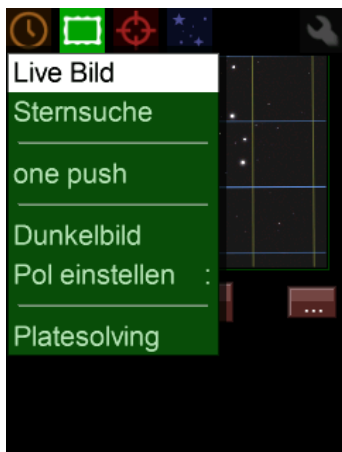 Live Bild
Sternsuche
one push
Dunkelbild
Pol einstellen :
Platesolving
...